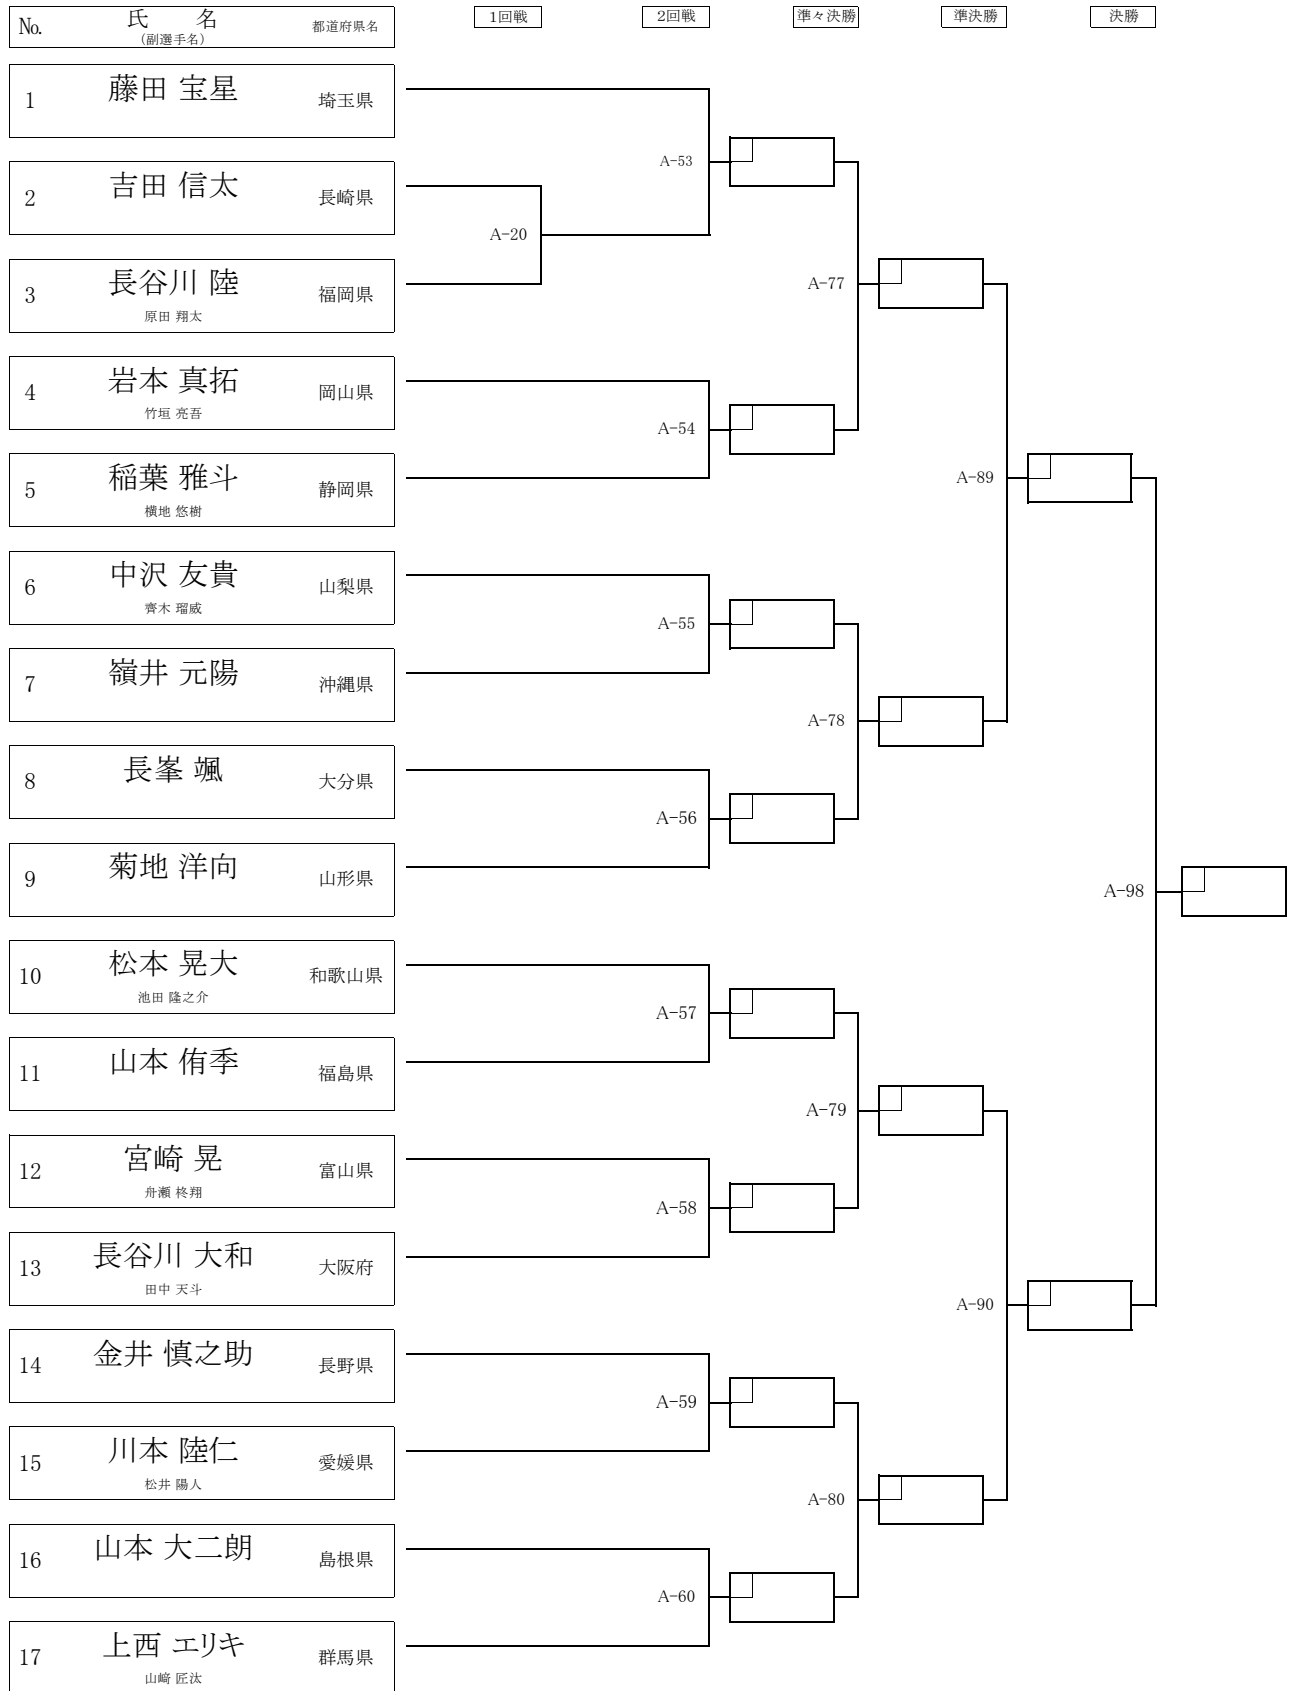 No. 氏 名 都道府県名 1回戦 2回戦 準々決勝 準決勝 決勝
(副選手名)
1 藤田 宝星 埼玉県
A-53
2 吉田 信太 長崎県
A-20
3 長谷川 陸 福岡県
原田 翔太
A-77
4 岩本 真拓 岡山県
竹垣 亮吾
A-54
5 稲葉 雅斗 静岡県
横地 悠樹
A-89
6 中沢 友貴 山梨県
齊木 瑠威
A-55
7 嶺井 元陽 沖縄県
A-78
8 長峯 颯 大分県
A-56
9 菊地 洋向 山形県
A-98
10 松本 晃大 和歌山県
池田 隆之介
A-57
11 山本 侑季 福島県
A-79
12 宮崎 晃 富山県
舟瀬 柊翔
A-58
13 長谷川 大和 大阪府
田中 天斗
A-90
14 金井 慎之助 長野県
A-59
15 川本 陸仁 愛媛県
松井 陽人
A-80
16 山本 大二朗 島根県
A-60
17 上西 エリキ 群馬県
山﨑 匠汰